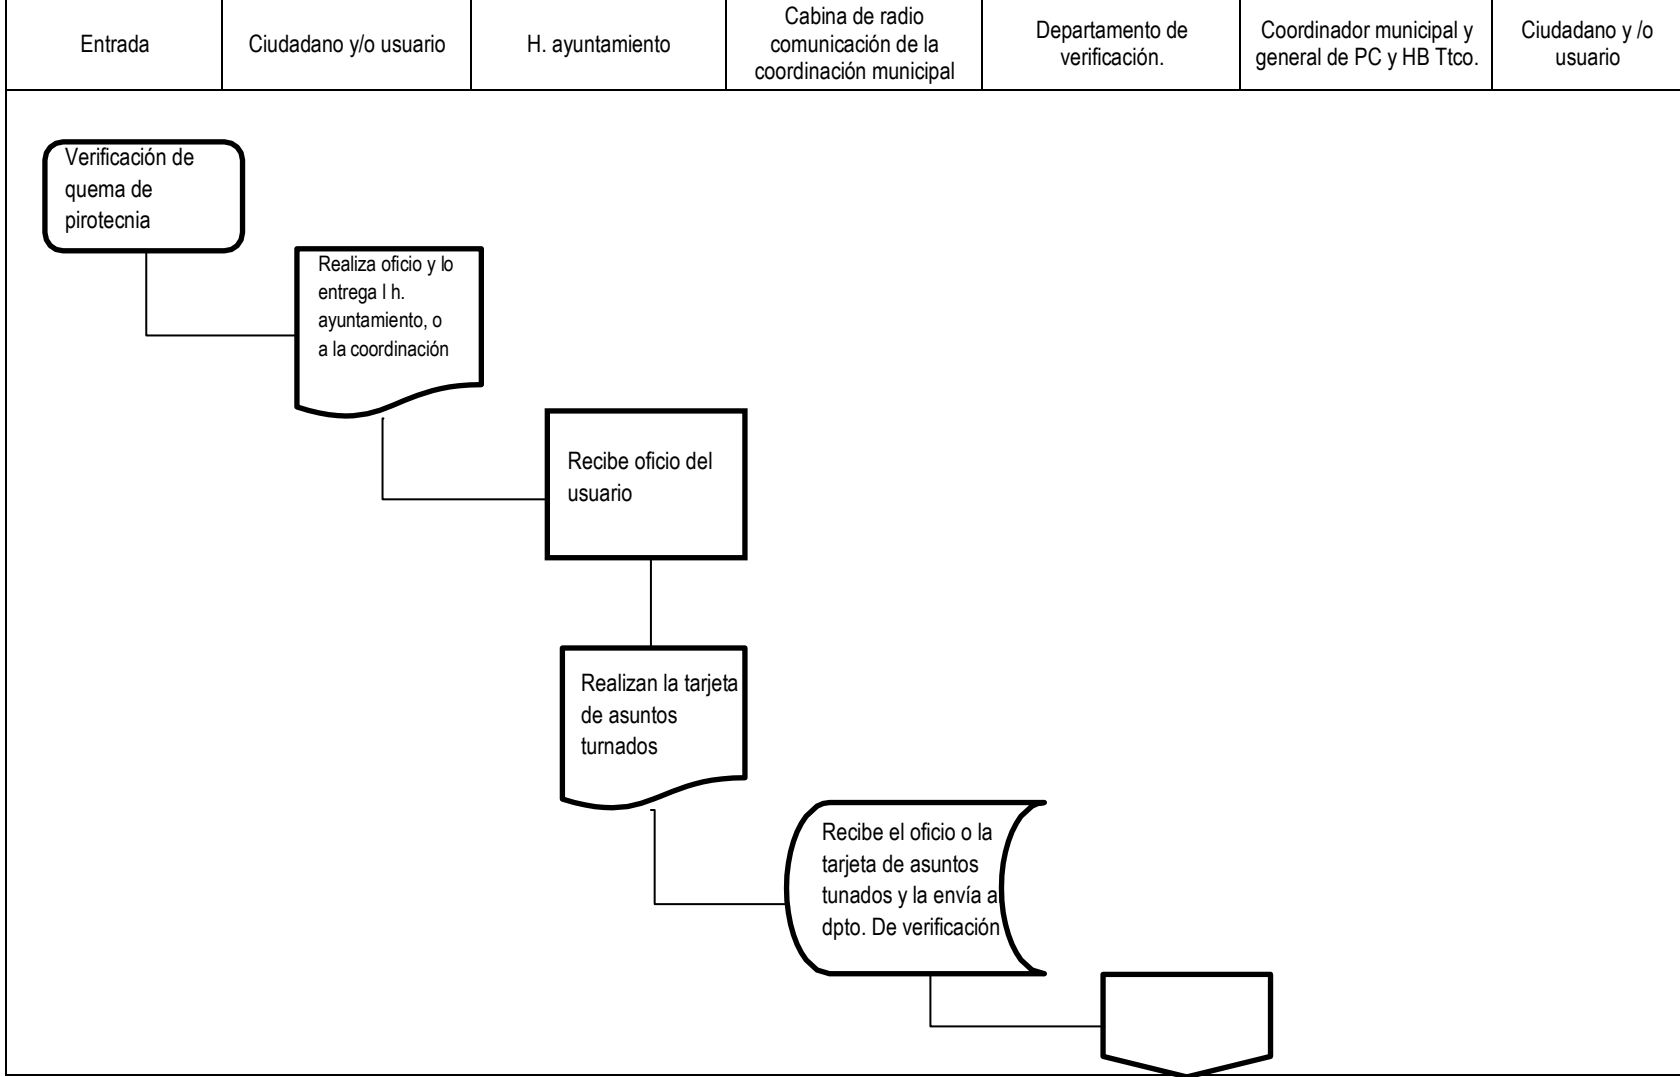 Entrada
Ciudadano y/o usuario
H. ayuntamiento
Cabina de radio
comunicación de la
coordinación municipal
Departamento de
verificación.
Coordinador municipal y
general de PC y HB Ttco.
Ciudadano y /o
usuario
Verificación de
quema de
pirotecnia
Realiza oficio y lo
entrega l h.
ayuntamiento, o
a la coordinación
Recibe oficio del
usuario
Realizan la tarjeta
de asuntos
turnados
Recibe el oficio o la
tarjeta de asuntos
tunados y la envía a
dpto. De verificación